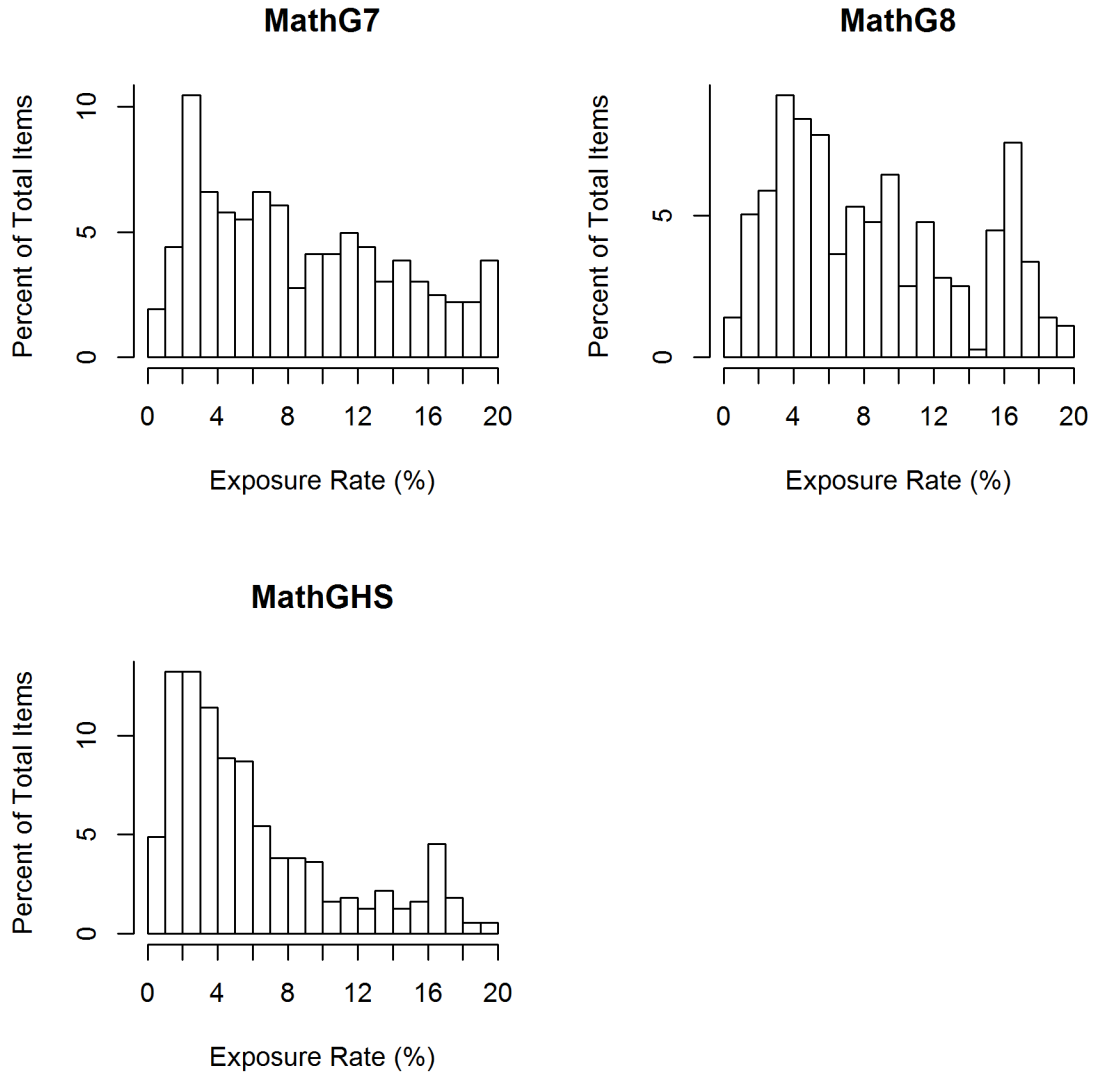 MathG7
Percent of Total Items
0 5 10
0 4 8 12 16 20
Exposure Rate (%)
MathG8
Percent of Total Items
0 5
0 4 8 12 16 20
Exposure Rate (%)
MathGHS
Percent of Total Items
0 5 10
0 4 8 12 16 20
Exposure Rate (%)